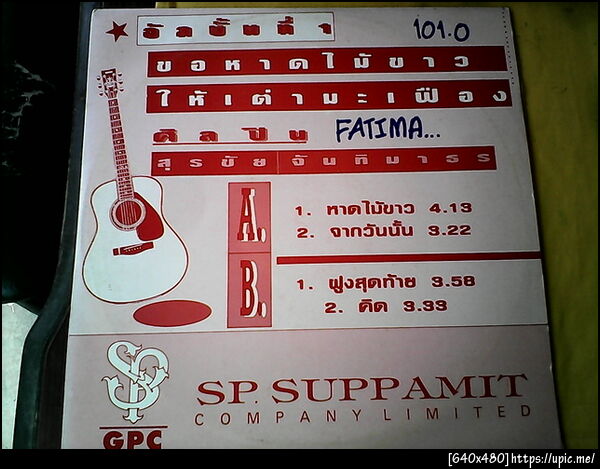 อัลบั้มที่ 1
101.0
ขอหาดไม้ขาว
ให้เต่ามะเฟือง
ศิลปิน FATIMA...
สุรชัย จันทิมาธร
A.
1. หาดไม้ขาว 4.13
2. จากวันนั้น 3.22
B.
1. ฝูงสุดท้าย 3.58
2. คิด 3.33
SP
GPC
SP. SUPPAMIT
COMPANY LIMITED
[640x480]https://upic.me/